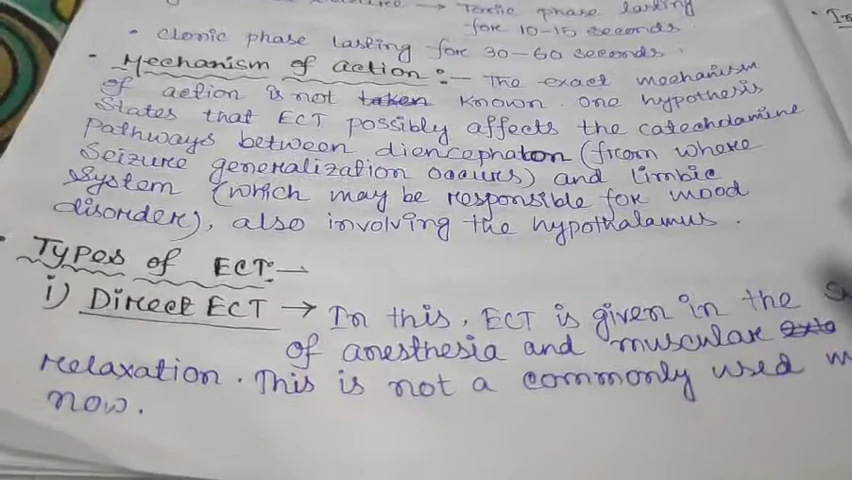 → Tonic phase lasting
for 10-15 seconds
• In
• Clonic phase lasting for 30-60 seconds.
• Mechanism of action :- The exact mechanism
of action is not taken known. One hypothesis
States that ECT possibly affects the catechdamine
Pathways between diencephaton (from where
Seizure generalization occurs) and limbic
System (which may be responsible for mood
disorder), also involving the hypothalamus.
• Types of ECT:-
i) Direct ECT → In this, ECT is given in the
of anesthesia and muscular
relaxation. This is not a commonly used m
now.